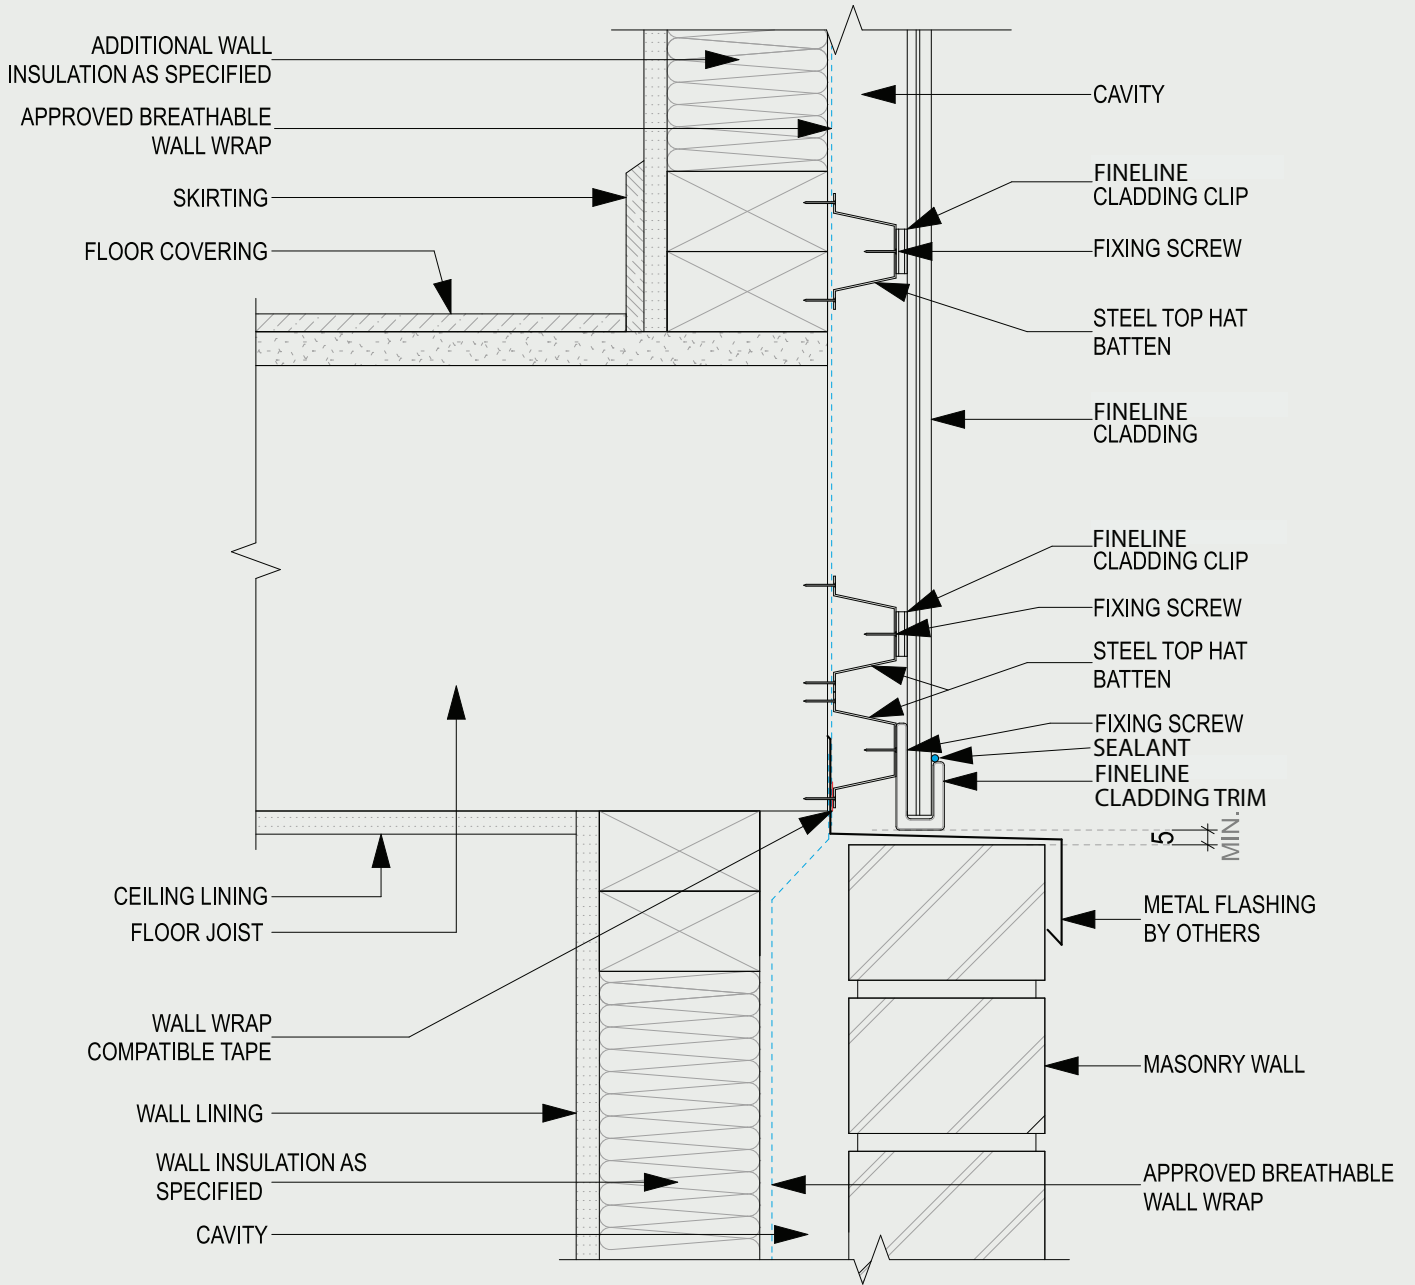 ADDITIONAL WALL
INSULATION AS SPECIFIED
APPROVED BREATHABLE
WALL WRAP
SKIRTING
FLOOR COVERING
CAVITY
FINELINE
CLADDING CLIP
FIXING SCREW
STEEL TOP HAT
BATTEN
FINELINE
CLADDING
FINELINE
CLADDING CLIP
FIXING SCREW
STEEL TOP HAT
BATTEN
FIXING SCREW
SEALANT
FINELINE
CLADDING TRIM
5
MIN.
CEILING LINING
FLOOR JOIST
METAL FLASHING
BY OTHERS
WALL WRAP
COMPATIBLE TAPE
MASONRY WALL
WALL LINING
WALL INSULATION AS
SPECIFIED
CAVITY
APPROVED BREATHABLE
WALL WRAP